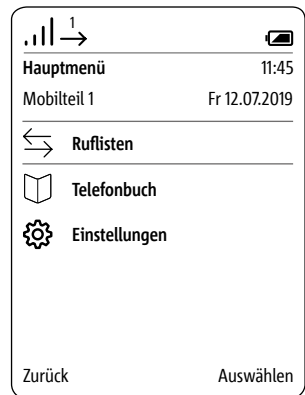 1
Hauptmenü 11:45
Mobilteil 1 Fr 12.07.2019
Ruflisten
Telefonbuch
Einstellungen
Zurück Auswählen